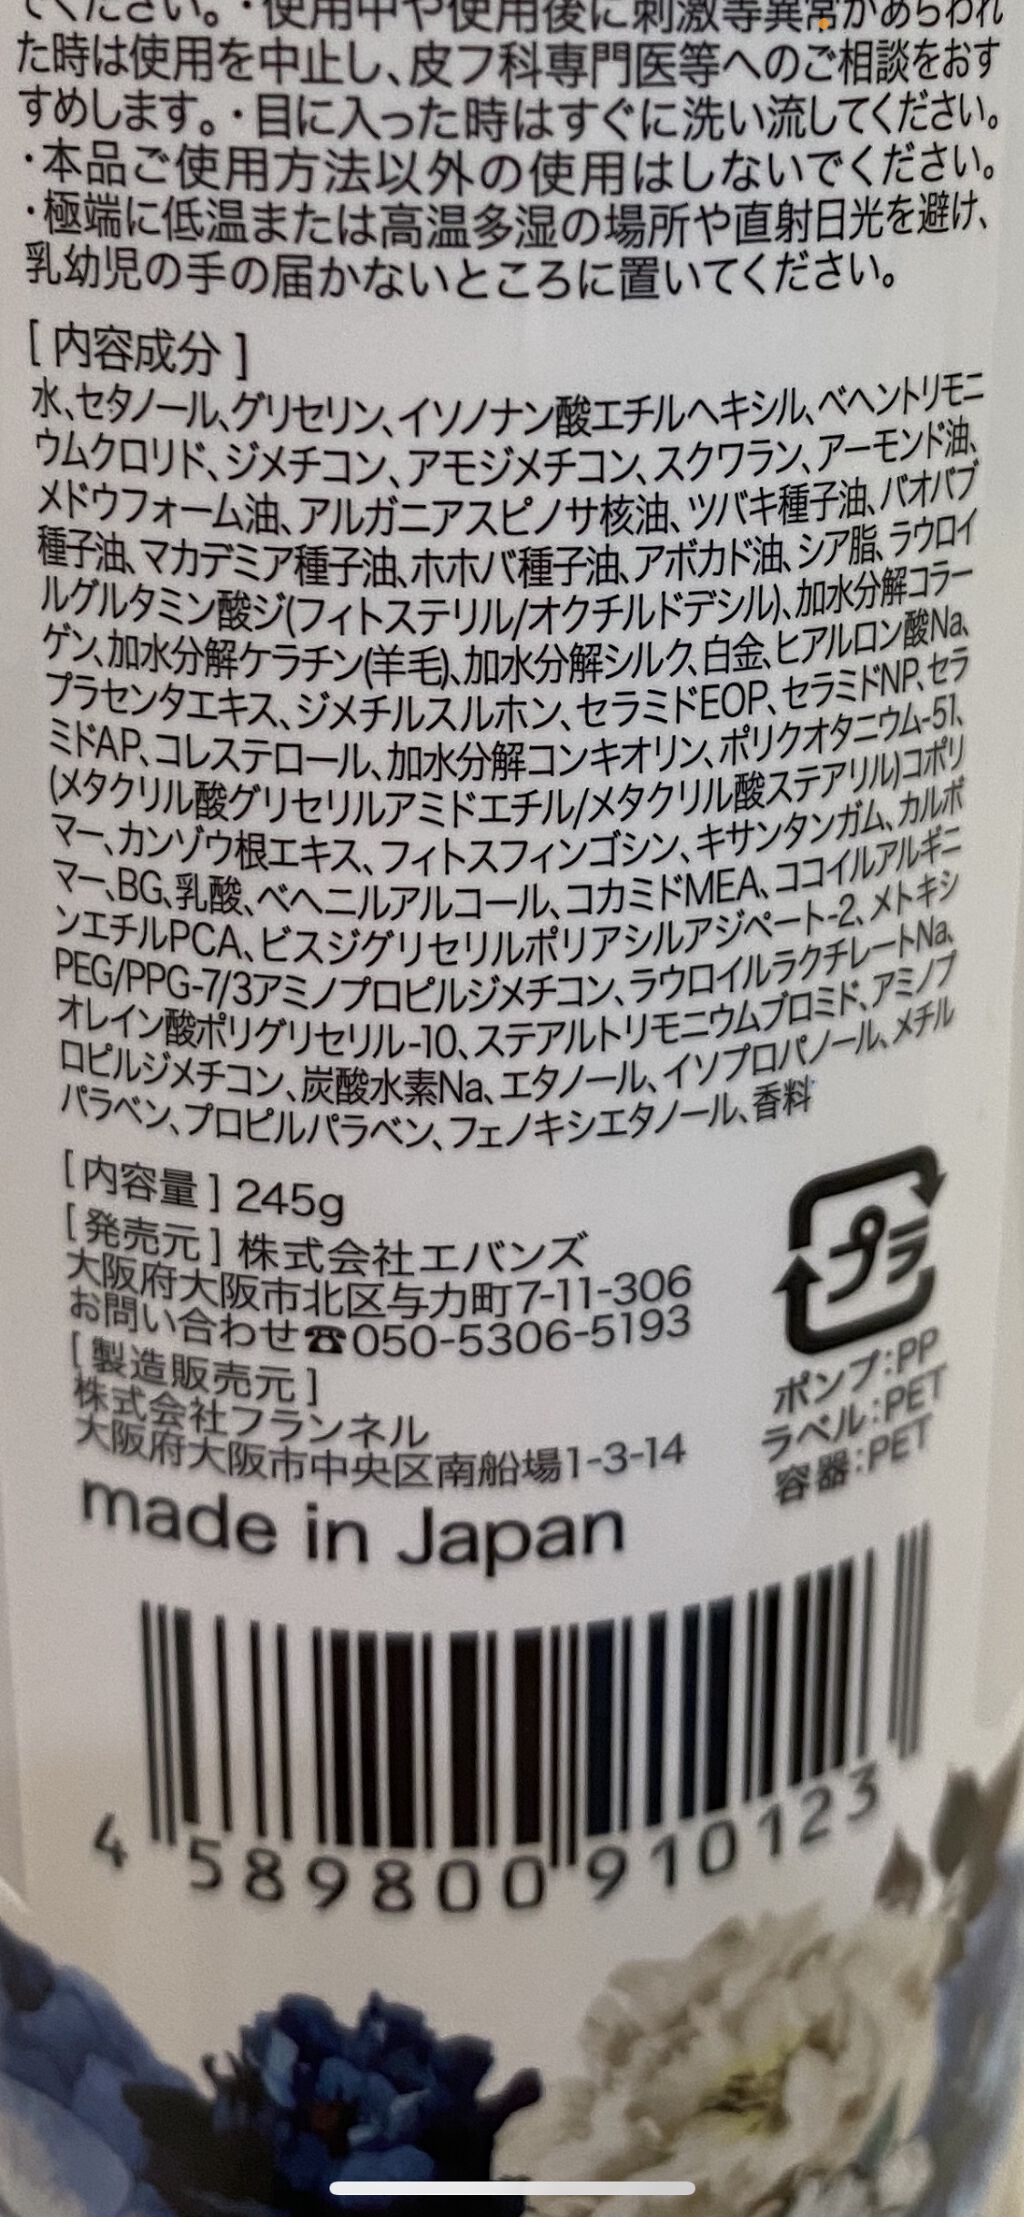 てください。・使用中や使用後に刺激等異常があらわれ
た時は使用を中止し、皮フ科専門医等へのご相談をおす
すめします。・目に入った時はすぐに洗い流してください。
・本品ご使用方法以外の使用はしないでください。
・極端に低温または高温多湿の場所や直射日光を避け、
乳幼児の手の届かないところに置いてください。
[ 内容成分 ]
水、セタノール、グリセリン、イソノナン酸エチルヘキシル、ベヘントリモニ
ウムクロリド、ジメチコン、アモジメチコン、スクワラン、アーモンド油、
メドウフォーム油、アルガニアスピノサ核油、ツバキ種子油、バオバブ
種子油、マカデミア種子油、ホホバ種子油、アボカド油、シア脂、ラウロイ
ルグルタミン酸ジ(フィトステリル/オクチルドデシル)、加水分解コラー
ゲン、加水分解ケラチン(羊毛)、加水分解シルク、白金、ヒアルロン酸Na、
プラセンタエキス、ジメチルスルホン、セラミドEOP、セラミドNP、セラ
ミドAP、コレステロール、加水分解コンキオリン、ポリクオタニウム-51、
(メタクリル酸グリセリルアミドエチル/メタクリル酸ステアリル)コポリ
マー、カンゾウ根エキス、フィトスフィンゴシン、キサンタンガム、カルボ
マー、BG、乳酸、ベヘニルアルコール、コカミドMEA、ココイルアルギニ
ンエチルPCA、ビスジグリセリルポリアシルアジペート-2、メトキシ
PEG/PPG-7/3アミノプロピルジメチコン、ラウロイルラクチレートNa、
オレイン酸ポリグリセリル-10、ステアルトリモニウムブロミド、アミノプ
ロピルジメチコン、炭酸水素Na、エタノール、イソプロパノール、メチル
パラベン、プロピルパラベン、フェノキシエタノール、香料
[ 内容量 ] 245g
[ 発売元 ] 株式会社エバンズ
大阪府大阪市北区与力町7-11-306
お問い合わせ☎050-5306-5193
[ 製造販売元 ]
株式会社フランネル
大阪府大阪市中央区南船場1-3-14
made in Japan
プラ
ポンプ:PP
ラベル:PET
容器:PET
4 589800 910123